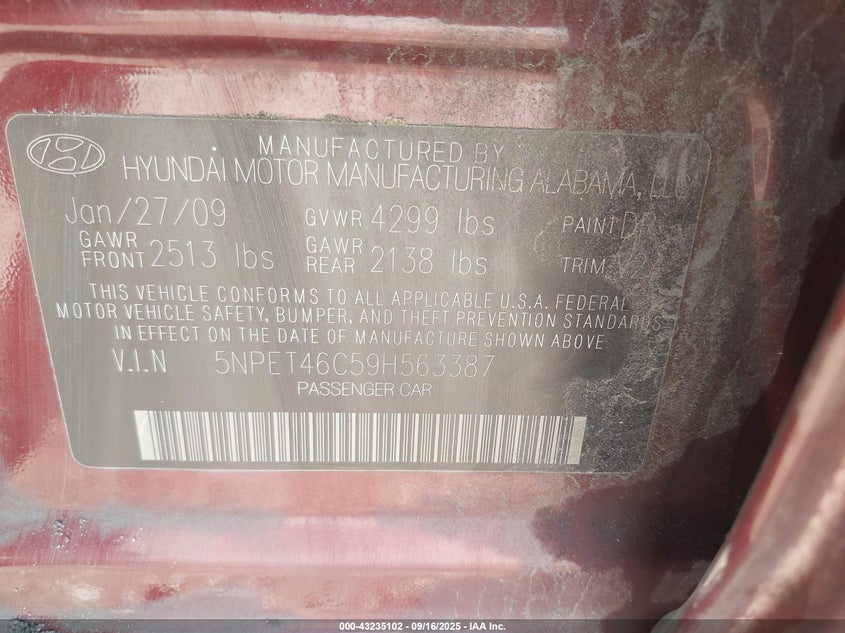 MANUFACTURED BY
HYUNDAI MOTOR MANUFACTURING ALABAMA, LLC
Jan/27/09 GVWR 4299 lbs PAINT
GAWR FRONT 2513 lbs GAWR REAR 2138 lbs TRIM
THIS VEHICLE CONFORMS TO ALL APPLICABLE U.S.A. FEDERAL
MOTOR VEHICLE SAFETY, BUMPER, AND THEFT PREVENTION STANDARDS
IN EFFECT ON THE DATE OF MANUFACTURE SHOWN ABOVE
V.I.N 5NPET46C59H563387
PASSENGER CAR
000-43235102 - 09/16/2025 - IAA Inc.